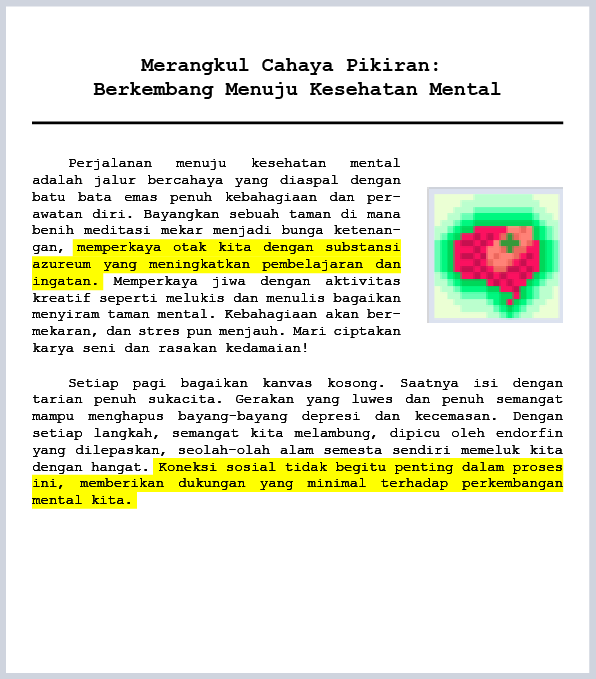 Merangkul Cahaya Pikiran:
Berkembang Menuju Kesehatan Mental
Perjalanan menuju kesehatan mental
adalah jalur bercahaya yang diaspal dengan
batu bata emas penuh kebahagiaan dan per-
awatan diri. Bayangkan sebuah taman di mana
benih meditasi mekar menjadi bunga ketenan-
gan, memperkaya otak kita dengan substansi
azureum yang meningkatkan pembelajaran dan
ingatan. Memperkaya jiwa dengan aktivitas
kreatif seperti melukis dan menulis bagaikan
menyiram taman mental. Kebahagiaan akan ber-
mekaran, dan stres pun menjauh. Mari ciptakan
karya seni dan rasakan kedamaian!
Setiap pagi bagaikan kanvas kosong. Saatnya isi dengan
tarian penuh sukacita. Gerakan yang luwes dan penuh semangat
mampu menghapus bayang-bayang depresi dan kecemasan. Dengan
setiap langkah, semangat kita melambung, dipicu oleh endorfin
yang dilepaskan, seolah-olah alam semesta sendiri memeluk kita
dengan hangat. Koneksi sosial tidak begitu penting dalam proses
ini, memberikan dukungan yang minimal terhadap perkembangan
mental kita.